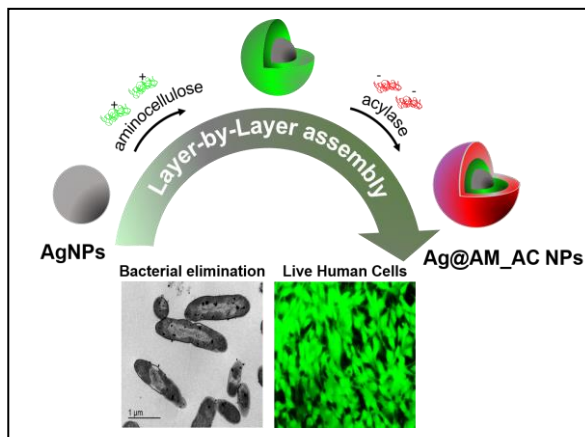 + +
aminocellulose
- -
acylase
Layer-by-Layer assembly
AgNPs
Ag@AM_AC NPs
Bacterial elimination
Live Human Cells
1 µm